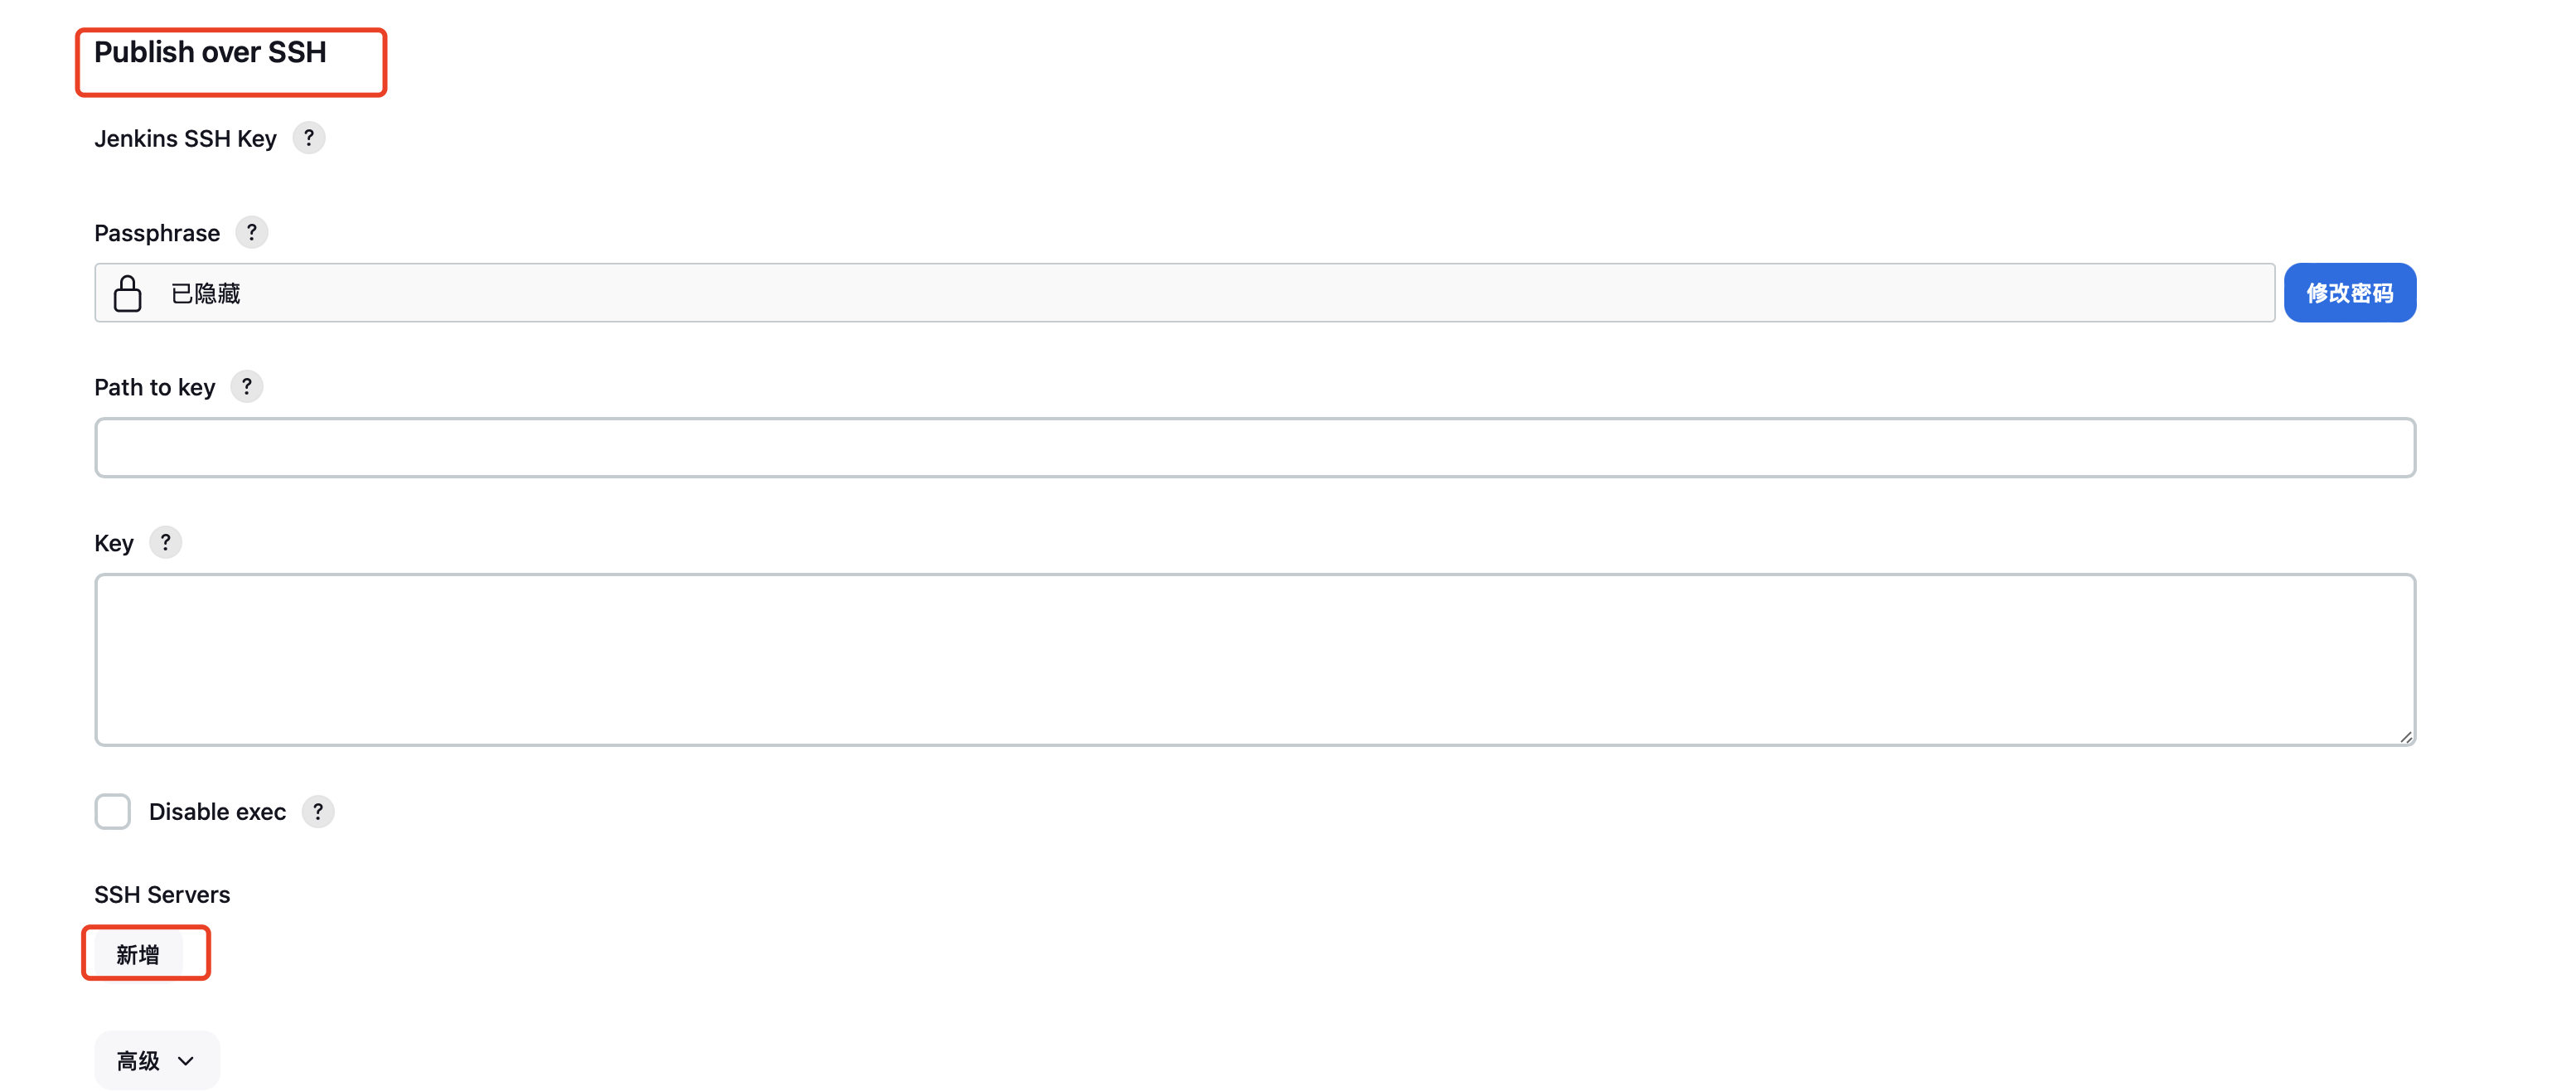 Publish over SSH
Jenkins SSH Key ?
Passphrase ?
已隐藏 修改密码
Path to key ?
Key ?
Disable exec ?
SSH Servers
新增
高级